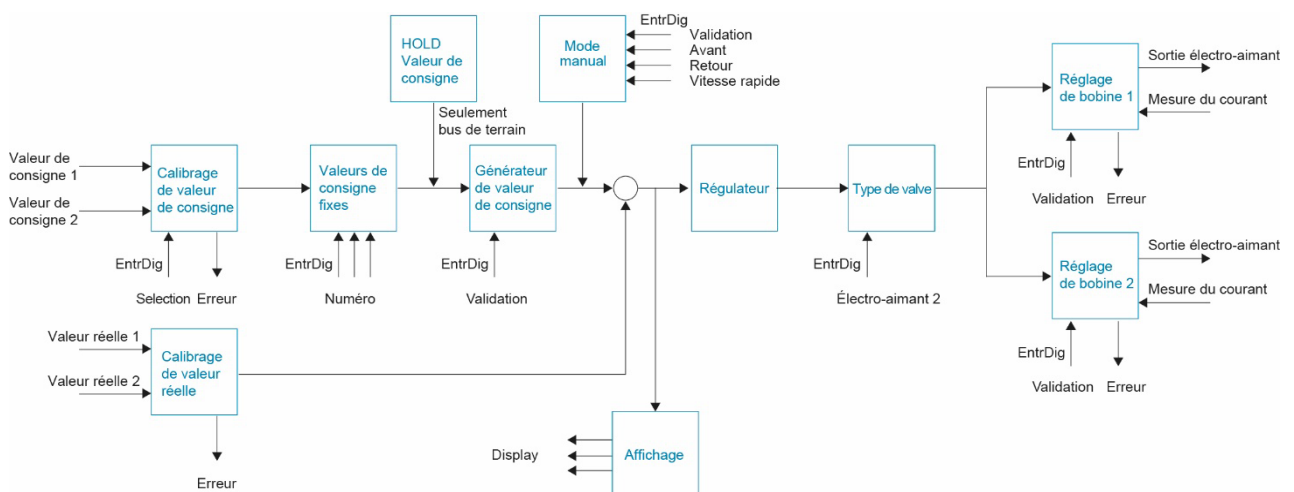 HOLD
Valeur de
consigne
Mode
manual
EntrDig
Validation
Avant
Retour
Vitesse rapide
Seulement
bus de terrain
Réglage
de bobine 1
Sortie électro-aimant
Mesure du courant
EntrDig
Validation
Erreur
Valeur de
consigne 1
Valeur de
consigne 2
Calibrage
de valeur
de consigne
EntrDig
Selection
Erreur
Valeurs de
consigne
fixes
EntrDig
Numéro
Générateur
de valeur
de consigne
EntrDig
Validation
Régulateur
Type de valve
EntrDig
Électro-aimant 2
Réglage
de bobine 2
Sortie électro-aimant
Mesure du courant
EntrDig
Validation
Erreur
Valeur réelle 1
Valeur réelle 2
Calibrage
de valeur
réelle
Erreur
Display
Affichage